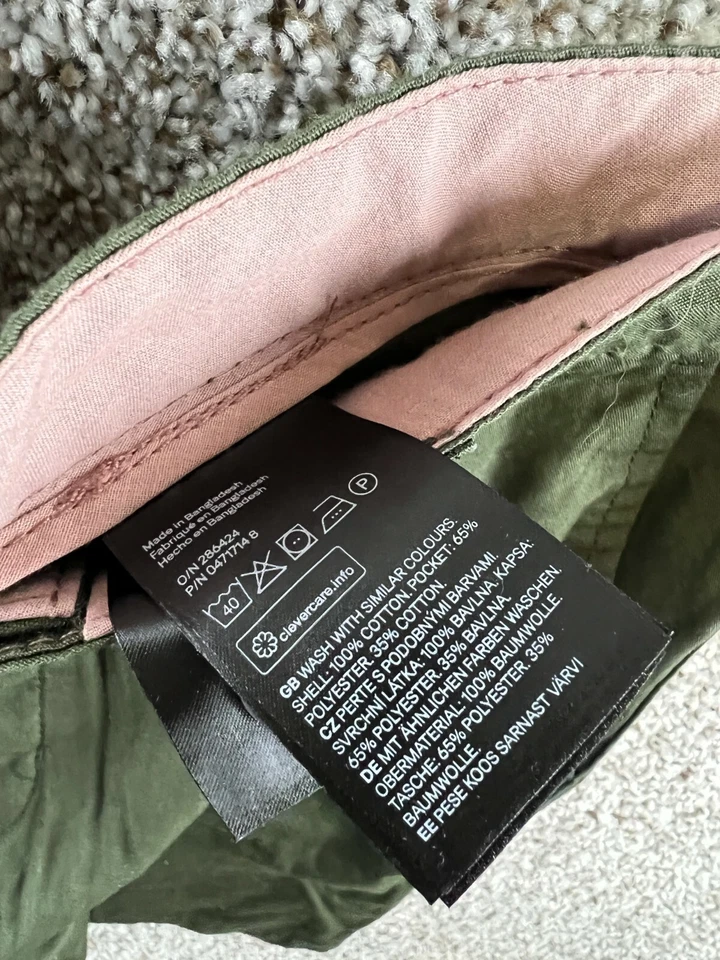 Made in Bangladesh
Fabriqué en Bangladesh
Hecho en Bangladesh
O/N 286424
P/N 0471714 8
40
P
clevercare.info
GB WASH WITH SIMILAR COLOURS.
SHELL: 100% COTTON. POCKET: 65%
POLYESTER. 35% COTTON.
CZ PERTE S PODOBNÝMI BARVAMI.
SVRCHNÍ LÁTKA: 100% BAVLNA. KAPSA:
65% POLYESTER. 35% BAVLNA.
DE MIT ÄHNLICHEN FARBEN WASCHEN.
OBERMATERIAL: 100% BAUMWOLLE.
TASCHE: 65% POLYESTER. 35%
BAUMWOLLE
EE PESE KOOS SARNAST VÄRVI